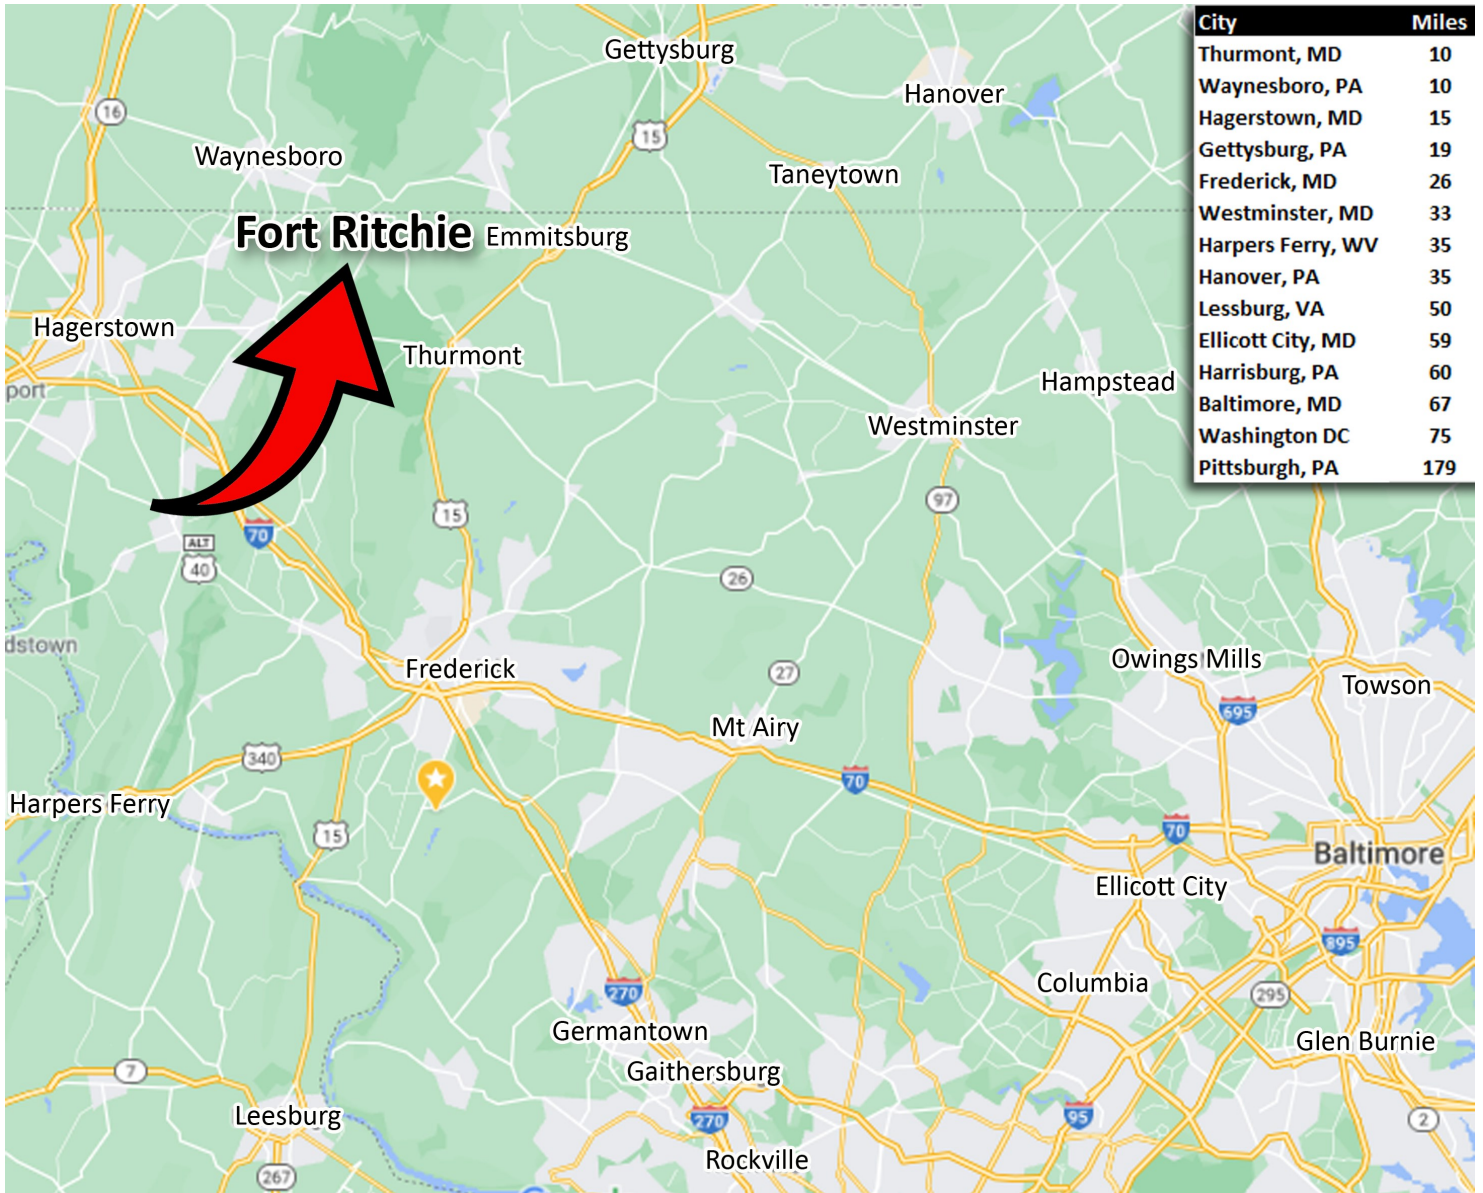 Gettysburg
Hanover
16
15
Waynesboro
Taneytown
Fort Ritchie
Emmitsburg
Hagerstown
Thurmont
port
Hampstead
Westminster
97
15
70
ALT
40
26
dstown
Frederick
27
Owings Mills
Towson
695
Mt Airy
340
70
Harpers Ferry
15
70
Baltimore
Ellicott City
895
270
Columbia
295
Germantown
Glen Burnie
7
Gaithersburg
Leesburg
270
95
2
Rockville
267
City Miles
Thurmont, MD 10
Waynesboro, PA 10
Hagerstown, MD 15
Gettysburg, PA 19
Frederick, MD 26
Westminster, MD 33
Harpers Ferry, WV 35
Hanover, PA 35
Lessburg, VA 50
Ellicott City, MD 59
Harrisburg, PA 60
Baltimore, MD 67
Washington DC 75
Pittsburgh, PA 179